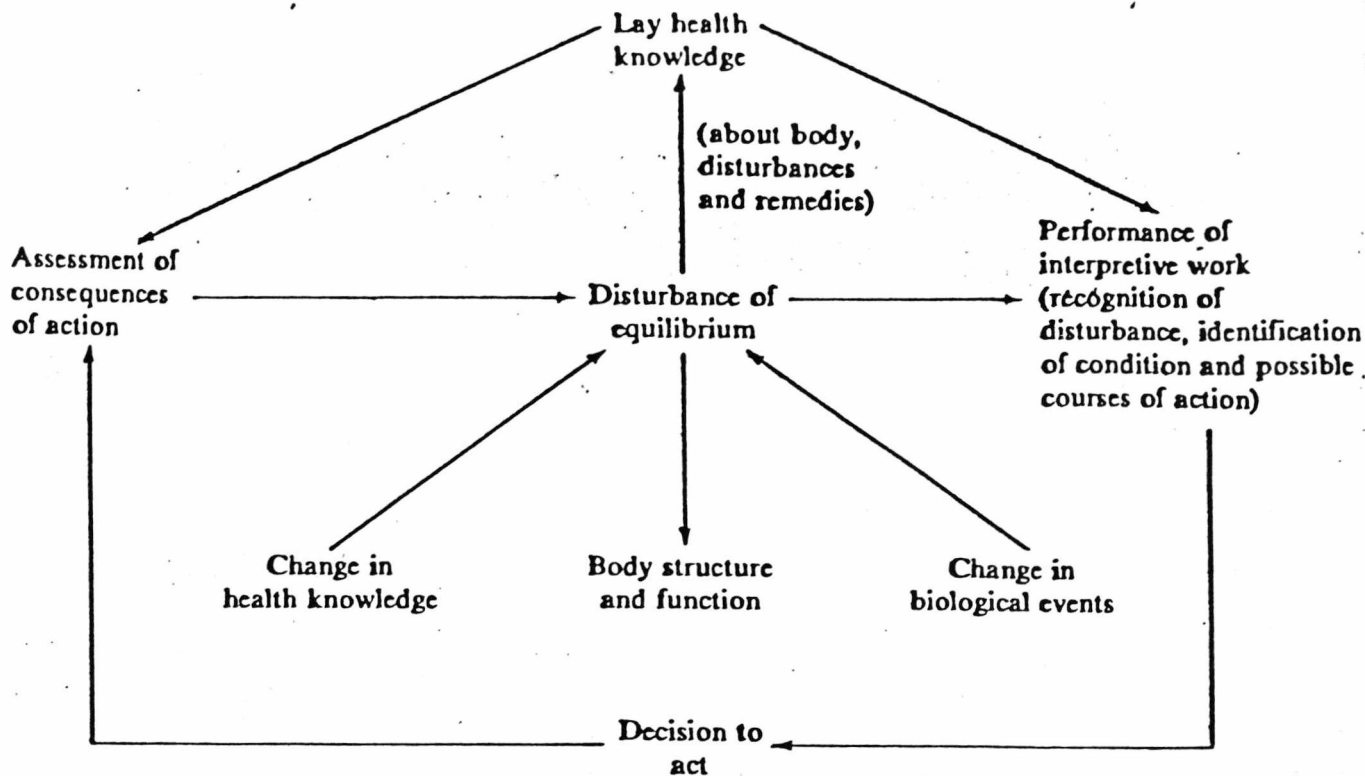 Lay health
knowledge
(about body,
disturbances
and remedies)
Assessment of
consequences
of action
Disturbance of
equilibrium
Performance of
interpretive work
(recognition of
disturbance, identification
of condition and possible
courses of action)
Change in
health knowledge
Body structure
and function
Change in
biological events
Decision to
act